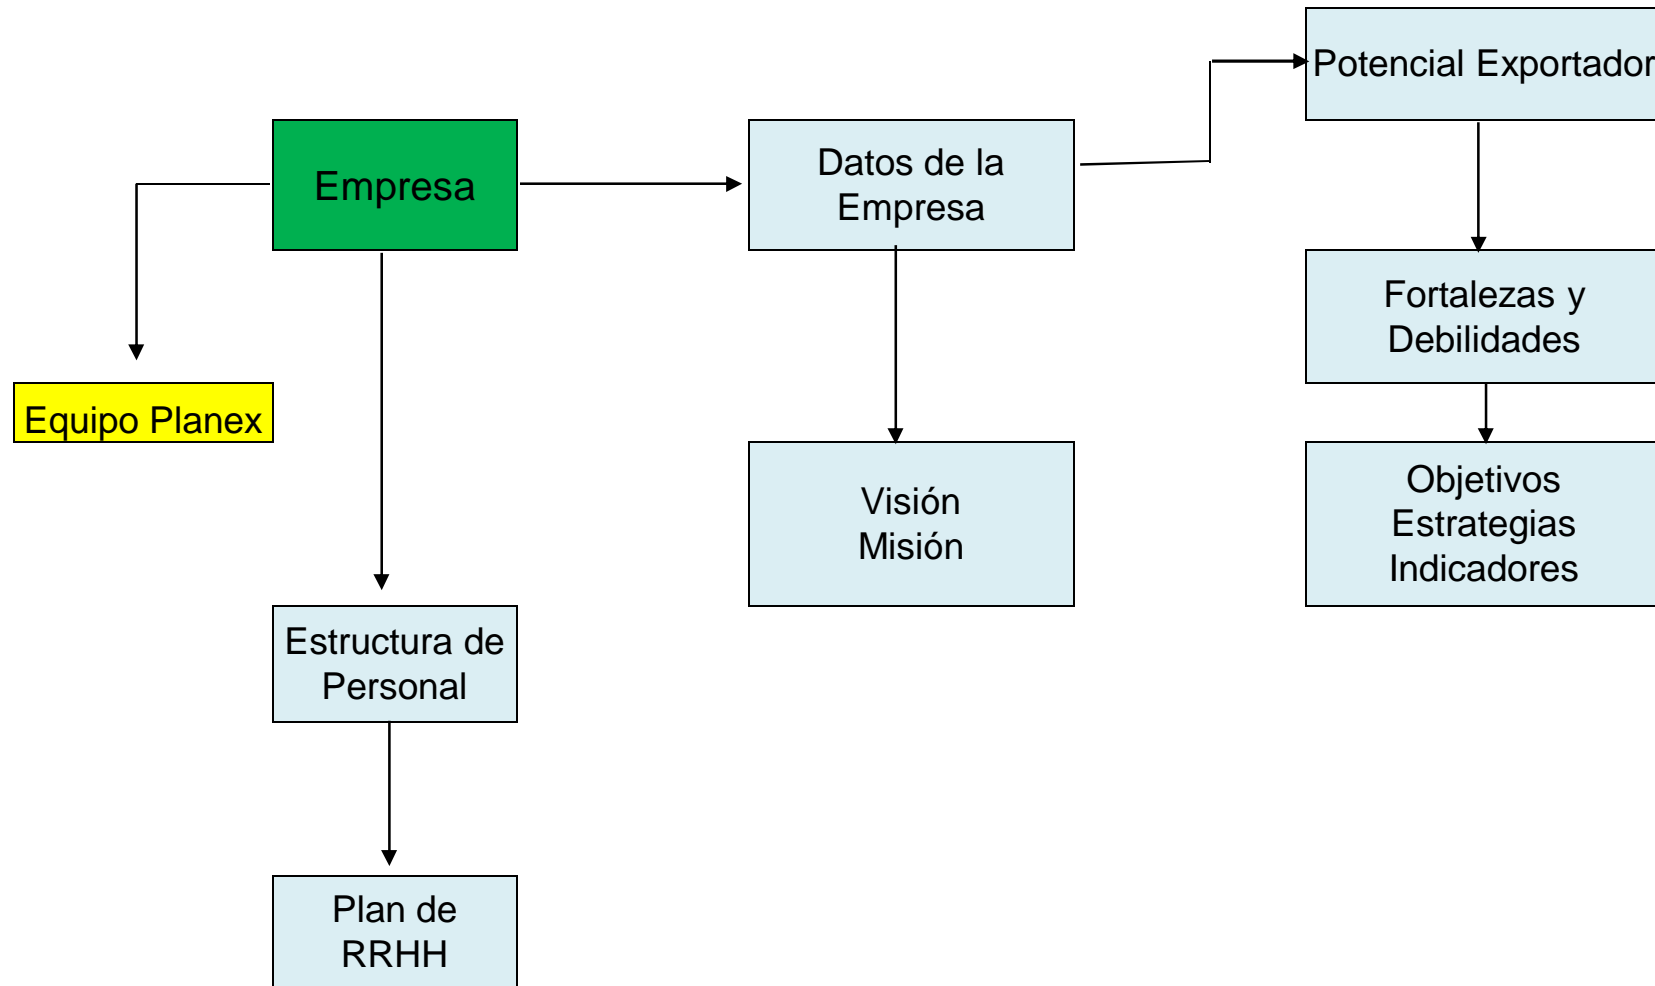 Potencial Exportador
Empresa
Datos de la
Empresa
Fortalezas y
Debilidades
Equipo Planex
Visión
Misión
Objetivos
Estrategias
Indicadores
Estructura de
Personal
Plan de
RRHH